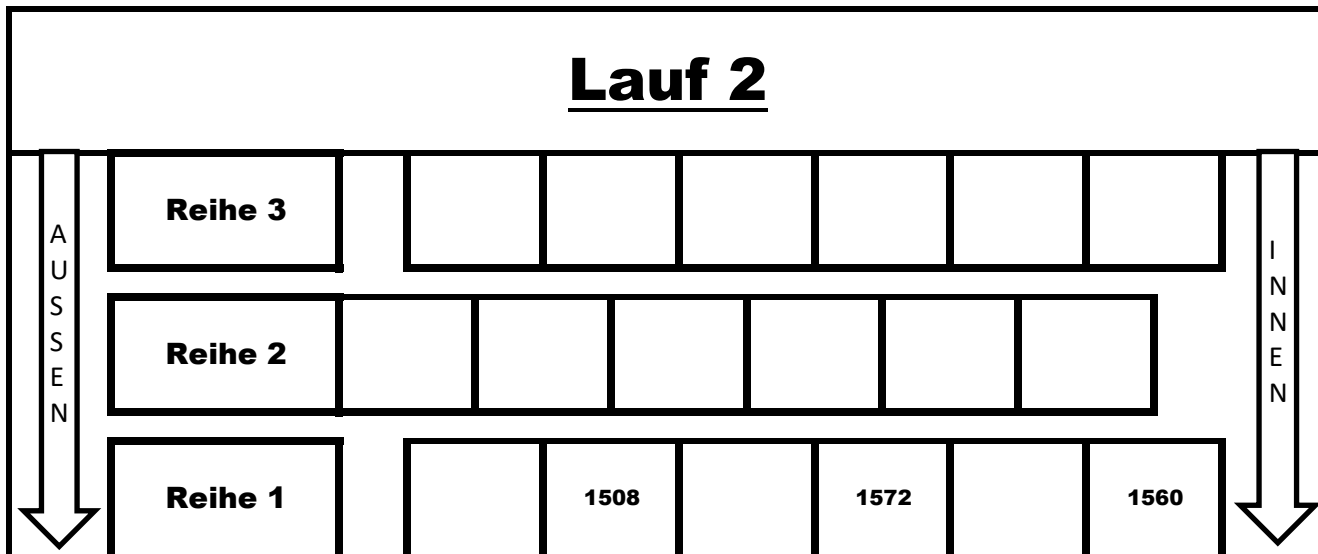 Lauf 2
AUSSEN
INNEN
Reihe 3
Reihe 2
Reihe 1 1508 1572 1560